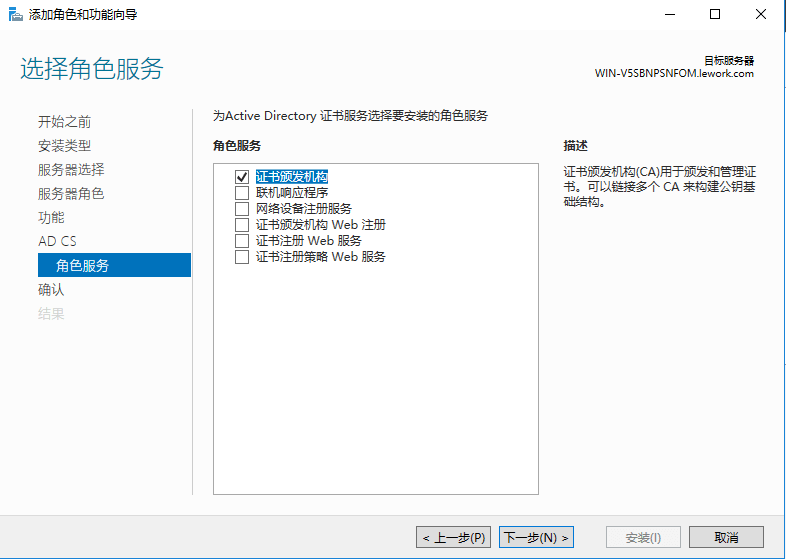 添加角色和功能向导
选择角色服务
目标服务器
WIN-V5SBNPSNFOM.lework.com
开始之前
安装类型
服务器选择
服务器角色
功能
AD CS
角色服务
确认
结果
为Active Directory 证书服务选择要安装的角色服务
角色服务
证书颁发机构
联机响应程序
网络设备注册服务
证书颁发机构 Web 注册
证书注册 Web 服务
证书注册策略 Web 服务
描述
证书颁发机构(CA)用于颁发和管理证
书。可以链接多个 CA 来构建公钥基
础结构。
< 上一步(P)
下一步(N) >
安装(I)
取消